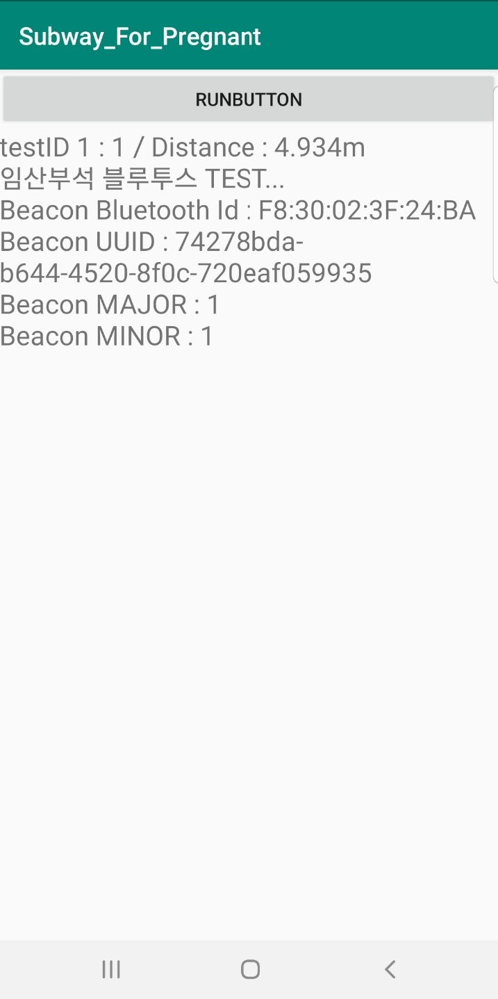 Subway_For_Pregnant
RUNBUTTON
testID 1 : 1 / Distance : 4.934m
임산부석 블루투스 TEST...
Beacon Bluetooth Id : F8:30:02:3F:24:BA
Beacon UUID : 74278bda-
b644-4520-8f0c-720eaf059935
Beacon MAJOR : 1
Beacon MINOR : 1